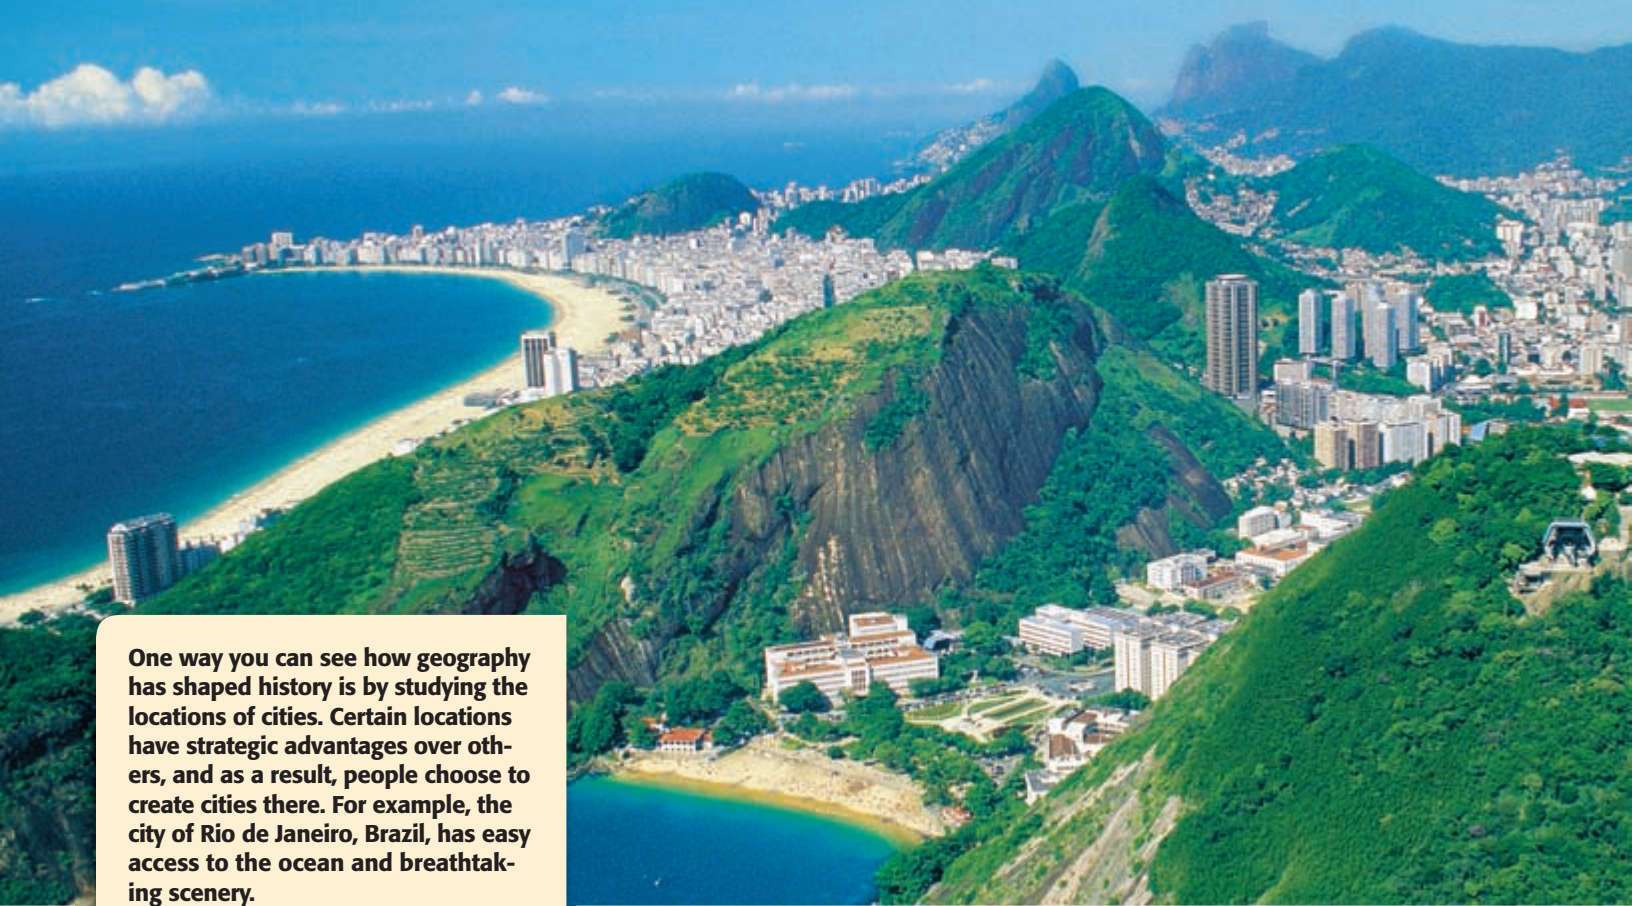 One way you can see how geography
has shaped history is by studying the
locations of cities. Certain locations
have strategic advantages over oth-
ers, and as a result, people choose to
create cities there. For example, the
city of Rio de Janeiro, Brazil, has easy
access to the ocean and breathtak-
ing scenery.